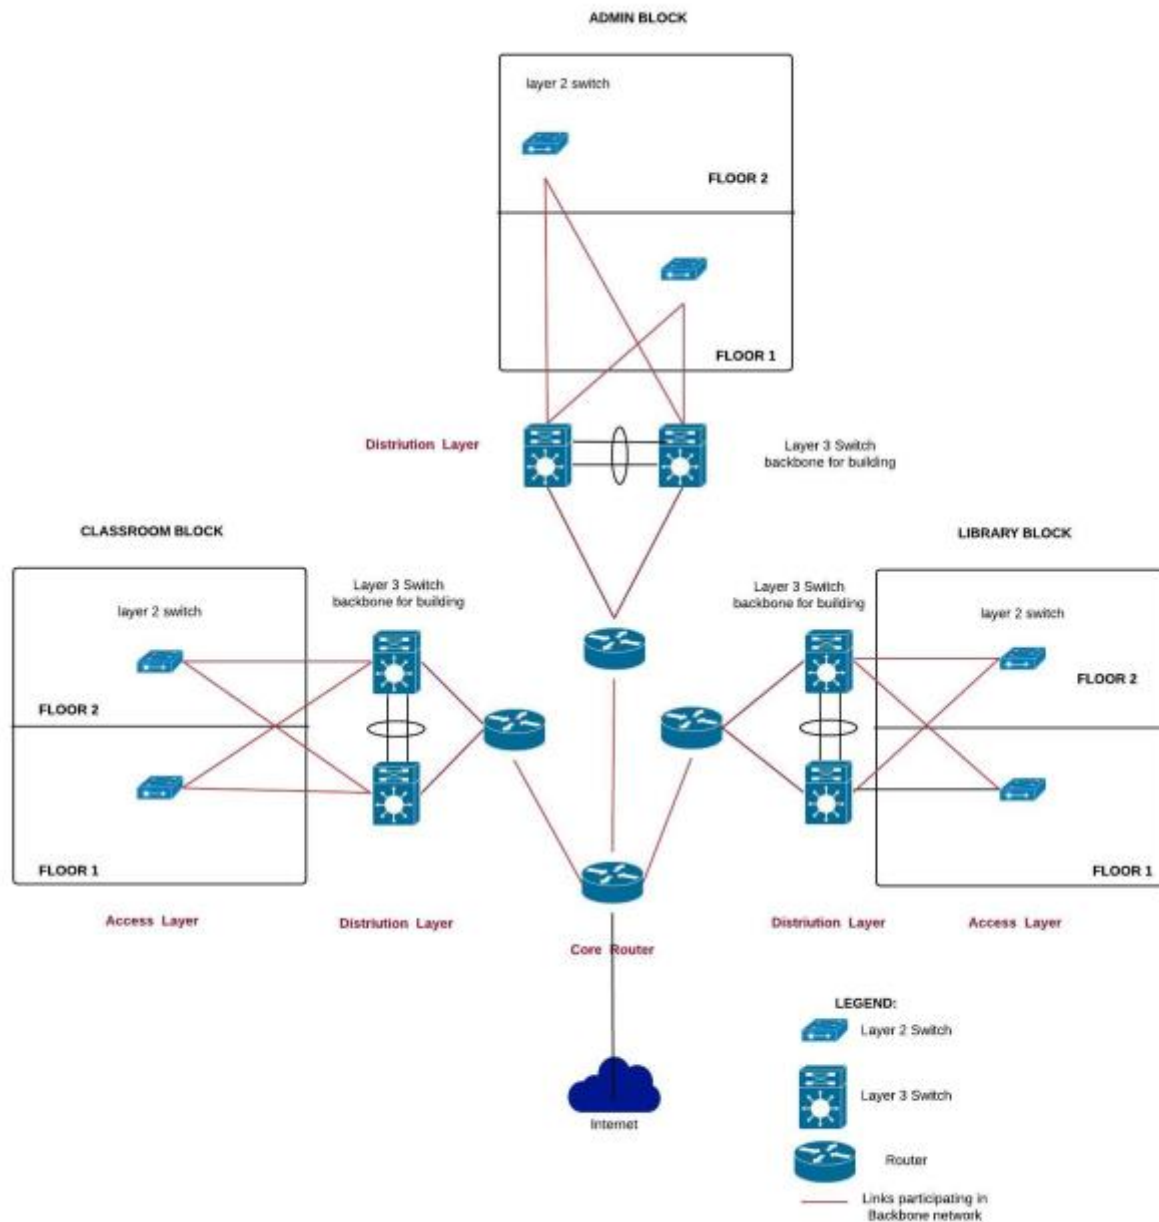 ADMIN BLOCK
layer 2 switch
FLOOR 2
FLOOR 1
Distriution Layer
Layer 3 Switch
backbone for building
CLASSROOM BLOCK
LIBRARY BLOCK
layer 2 switch
Layer 3 Switch
backbone for building
Layer 3 Switch
backbone for building
layer 2 switch
FLOOR 2
FLOOR 2
FLOOR 1
FLOOR 1
Access Layer
Distriution Layer
Core Router
Distriution Layer
Access Layer
Internet
LEGEND:
Layer 2 Switch
Layer 3 Switch
Router
Links participating in
Backbone network